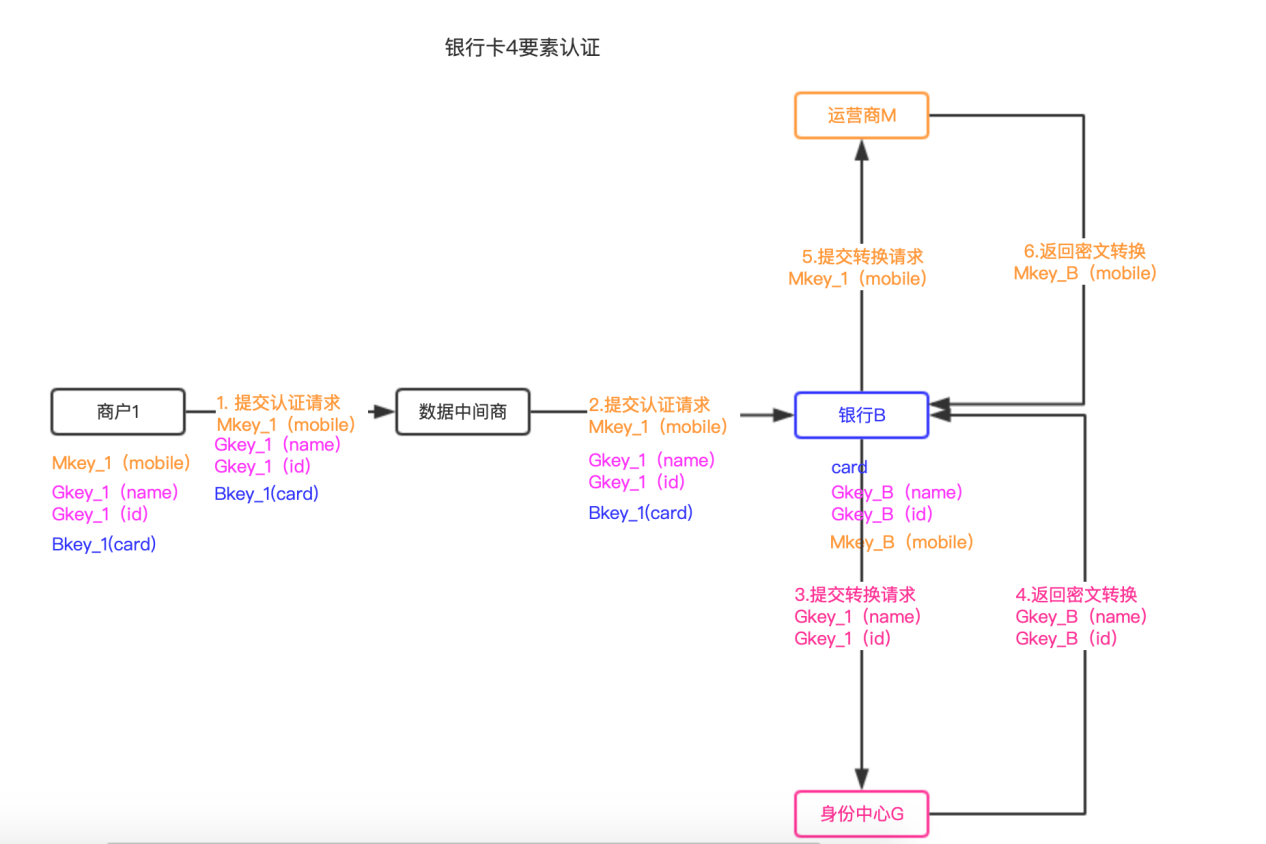 银行卡4要素认证
运营商M
5.提交转换请求
Mkey_1（mobile）
6.返回密文转换
Mkey_B（mobile）
商户1
Mkey_1（mobile）
Gkey_1（name）
Gkey_1（id）
Bkey_1(card)
1. 提交认证请求
Mkey_1（mobile）
Gkey_1（name）
Gkey_1（id）
Bkey_1(card)
数据中间商
2.提交认证请求
Mkey_1（mobile）
Gkey_1（name）
Gkey_1（id）
Bkey_1(card)
银行B
card
Gkey_B（name）
Gkey_B（id）
Mkey_B（mobile）
3.提交转换请求
Gkey_1（name）
Gkey_1（id）
4.返回密文转换
Gkey_B（name）
Gkey_B（id）
身份中心G